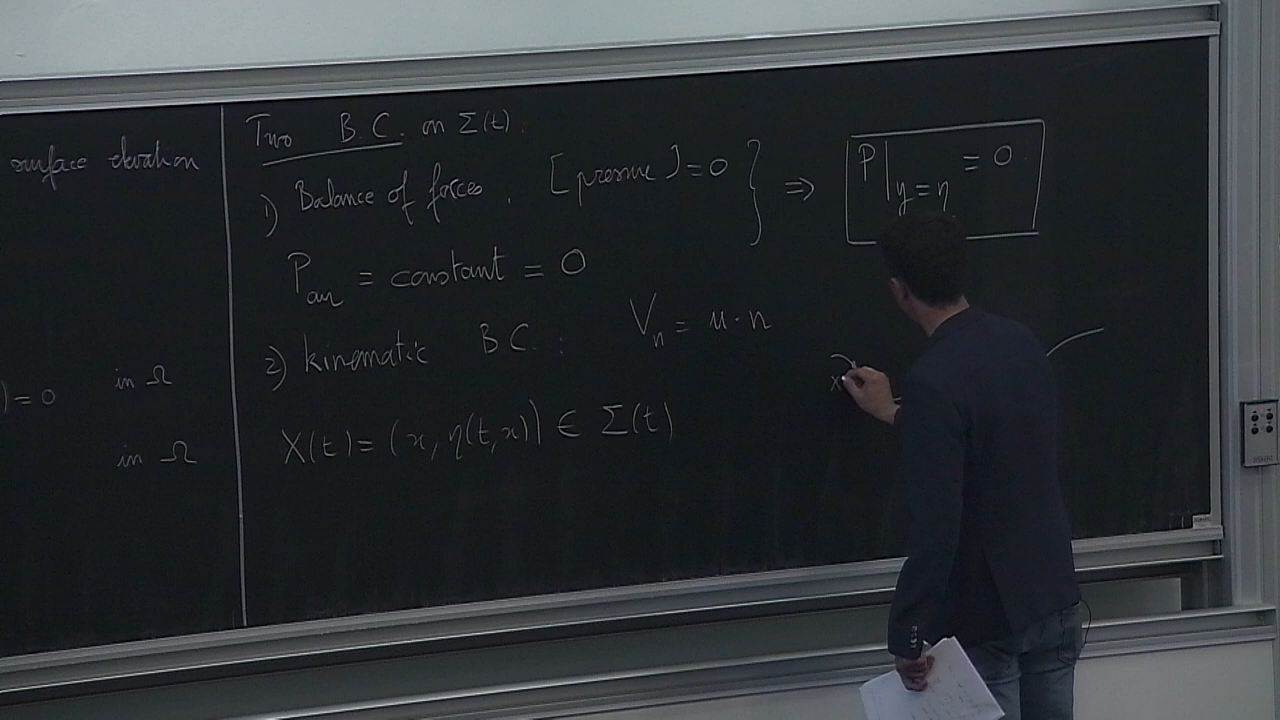 surface elevation
) = 0 in Ω
in Ω
Two B.C. on Σ(t) :
1) Balance of forces , [pressure] = 0 } ⇒ P|y=η = 0
Pair = constant = 0
2) kinematic B.C. : Vn = u · n
X(t) = (x, η(t,x)) ∈ Σ(t)
x